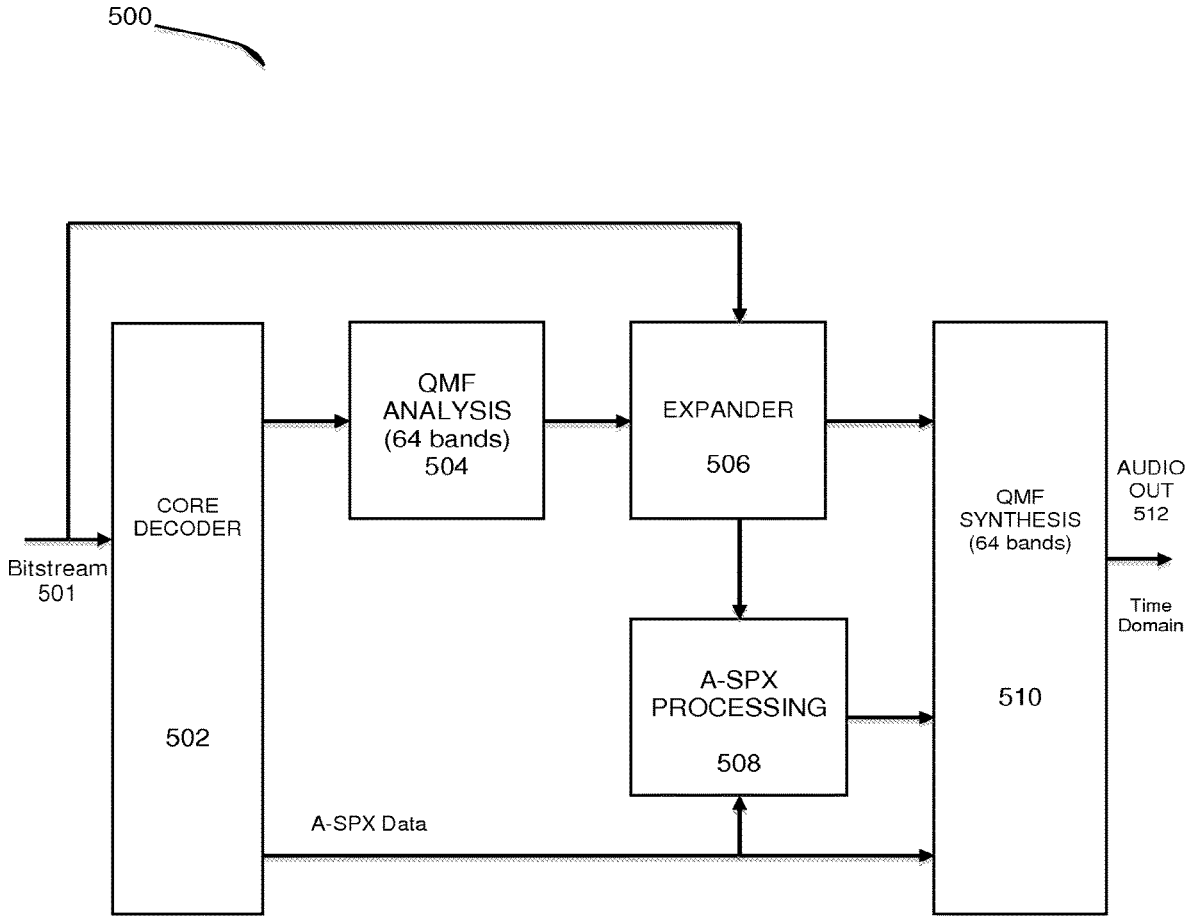 500
QMF
ANALYSIS
(64 bands)
504
EXPANDER
506
CORE
DECODER
502
Bitstream
501
QMF
SYNTHESIS
(64 bands)
510
AUDIO
OUT
512
Time
Domain
A-SPX
PROCESSING
508
A-SPX Data